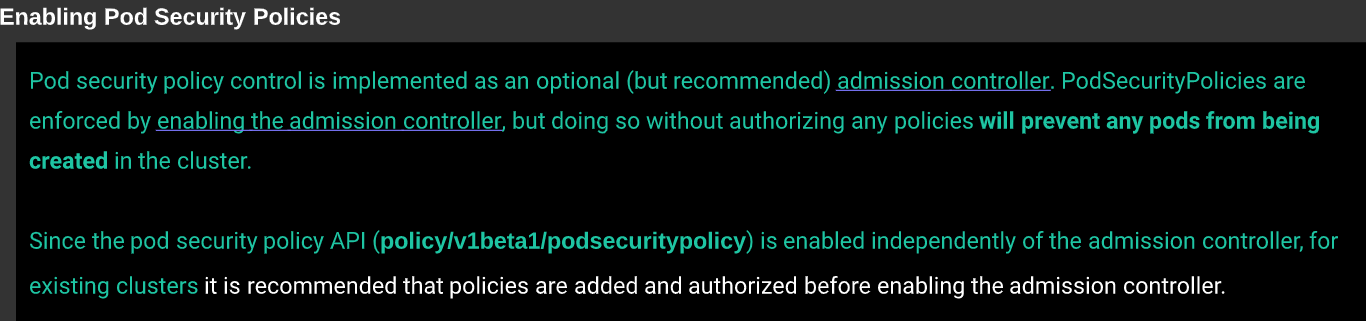 Enabling Pod Security Policies
Pod security policy control is implemented as an optional (but recommended) admission controller. PodSecurityPolicies are
enforced by enabling the admission controller, but doing so without authorizing any policies will prevent any pods from being
created in the cluster.
Since the pod security policy API (policy/v1beta1/podsecuritypolicy) is enabled independently of the admission controller, for
existing clusters it is recommended that policies are added and authorized before enabling the admission controller.